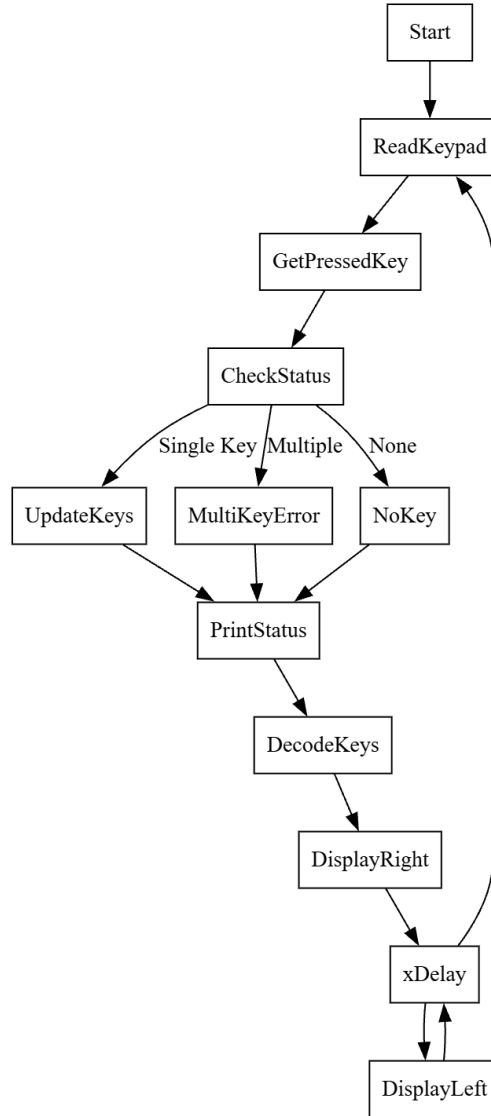 Start
ReadKeypad
GetPressedKey
CheckStatus
Single Key Multiple None
UpdateKeys MultiKeyError NoKey
PrintStatus
DecodeKeys
DisplayRight
xDelay
DisplayLeft